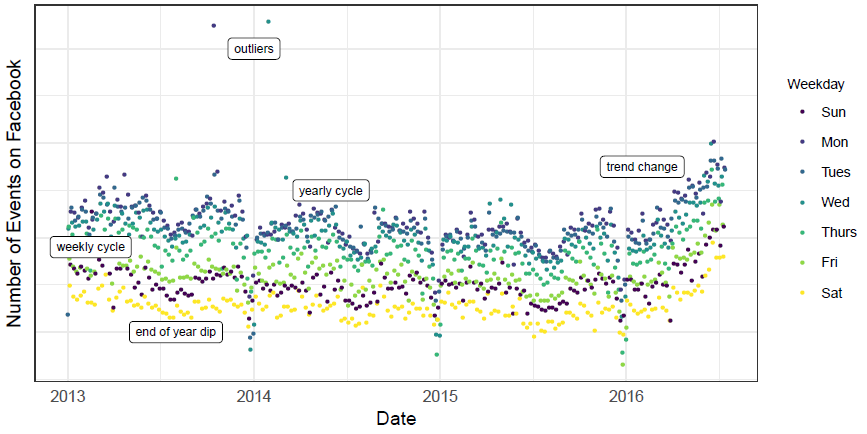 outliers
trend change
yearly cycle
weekly cycle
end of year dip
Number of Events on Facebook
2013
2014
2015
2016
Date
Weekday
Sun
Mon
Tues
Wed
Thurs
Fri
Sat